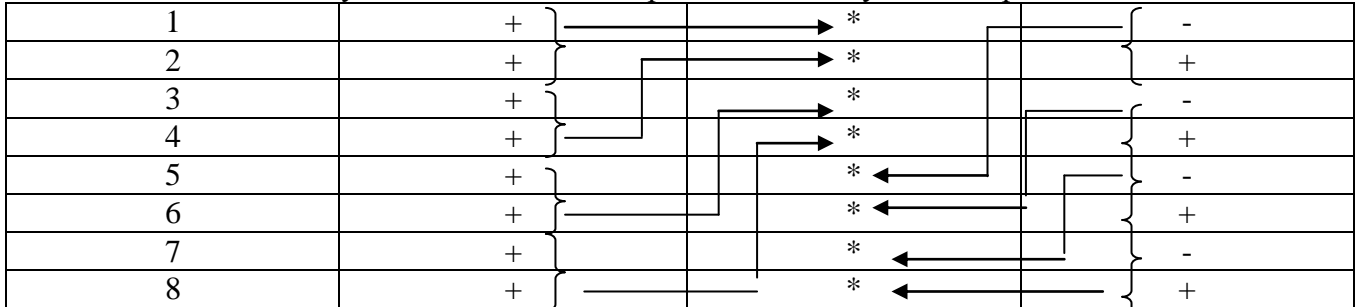 1 + * -
2 + * +
3 + * -
4 + * +
5 + * -
6 + * +
7 + * -
8 + * +